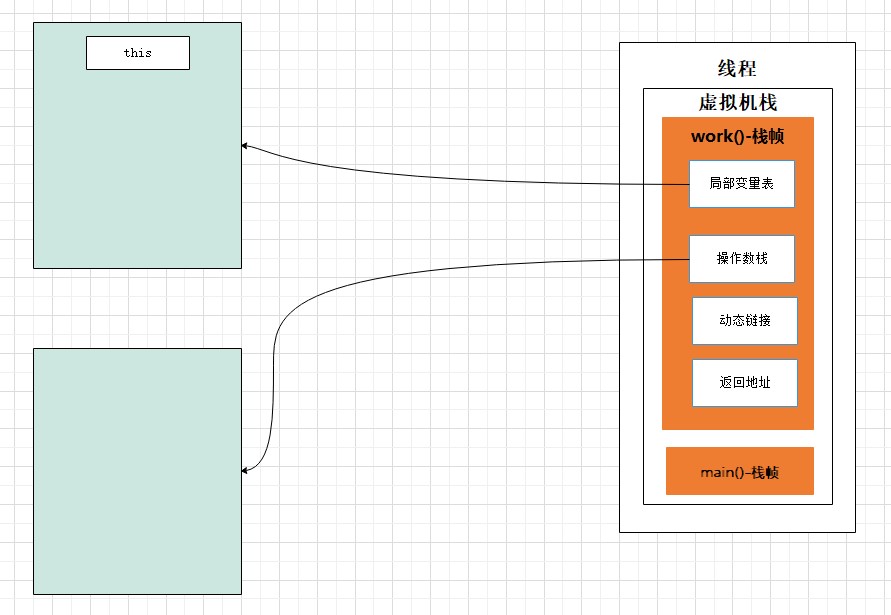 this
线程
虚拟机栈
work()-栈帧
局部变量表
操作数栈
动态链接
返回地址
main()-栈帧